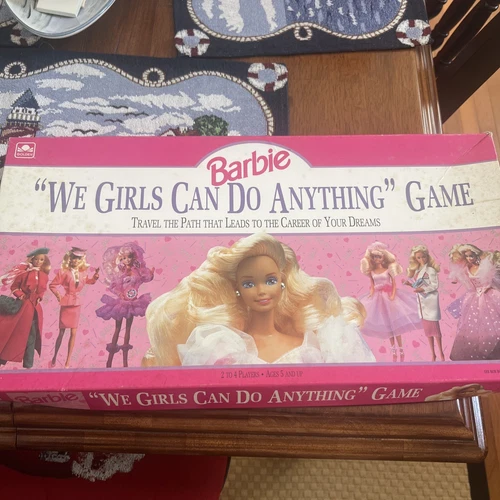 GOLDEN
Barbie
"WE GIRLS CAN DO ANYTHING" GAME
TRAVEL THE PATH THAT LEADS TO THE CAREER OF YOUR DREAMS
2 TO 4 PLAYERS • AGES 5 AND UP
Barbie "WE GIRLS CAN DO ANYTHING" GAME